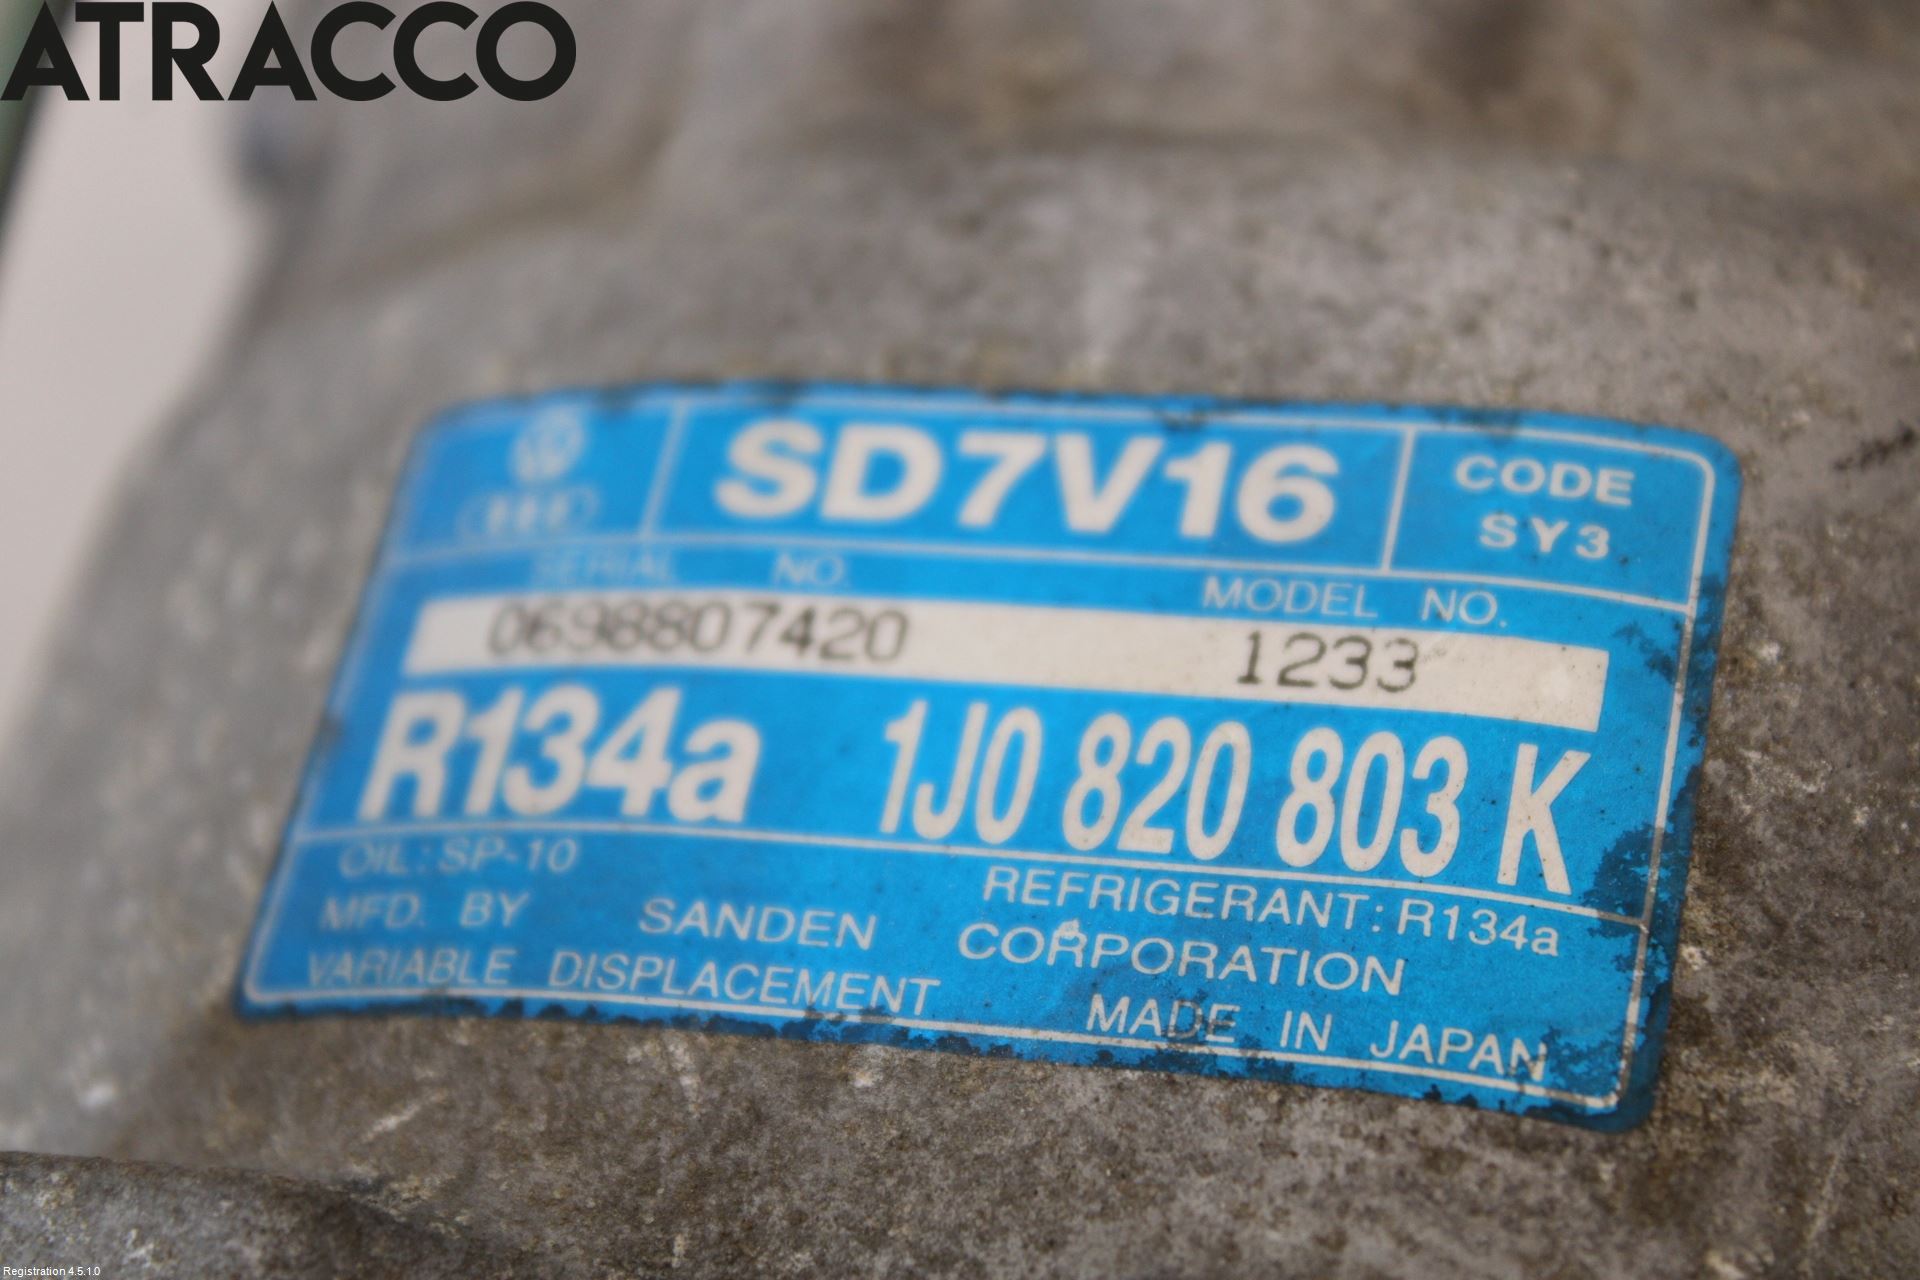 ATRACCO
SD7V16
CODE
SY3
SERIAL NO.
MODEL NO.
0698807420
1233
R134a
1J0 820 803 K
OIL: SP-10
REFRIGERANT: R134a
MFD. BY SANDEN CORPORATION
VARIABLE DISPLACEMENT
MADE IN JAPAN
Registration 4.5.1.0